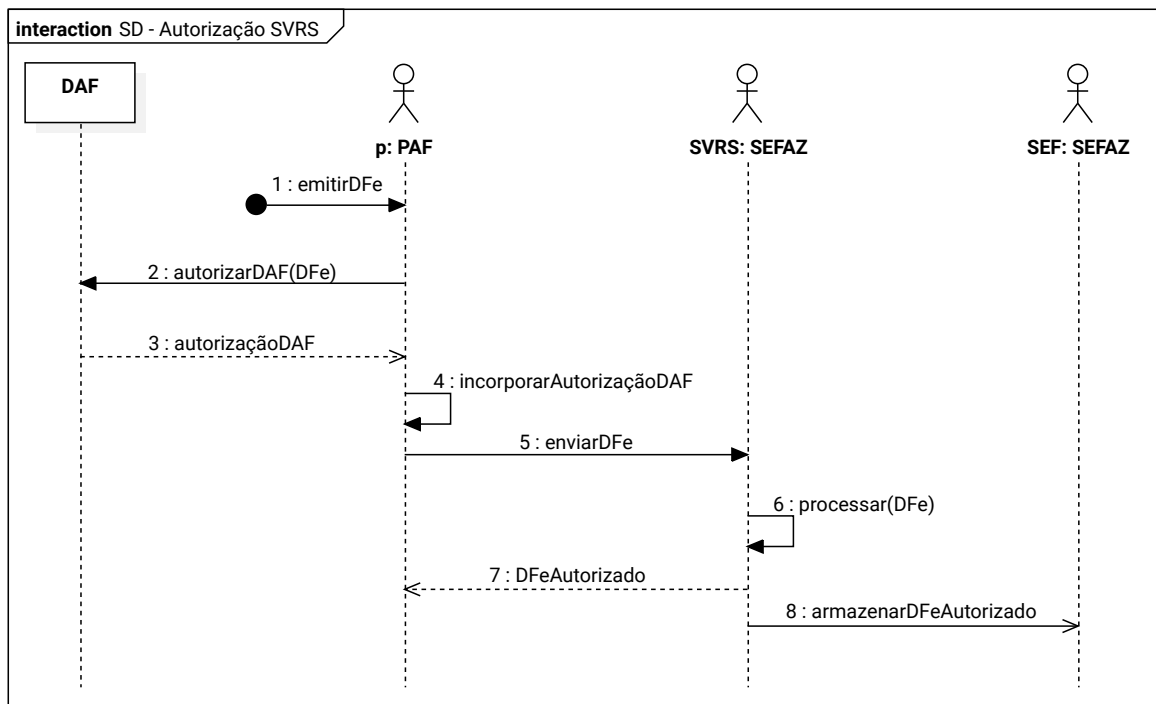 interaction SD - Autorização SVRS
DAF
p: PAF
SVRS: SEFAZ
SEF: SEFAZ
1 : emitirDFe
2 : autorizarDAF(DFe)
3 : autorizaçãoDAF
4 : incorporarAutorizaçãoDAF
5 : enviarDFe
6 : processar(DFe)
7 : DFeAutorizado
8 : armazenarDFeAutorizado